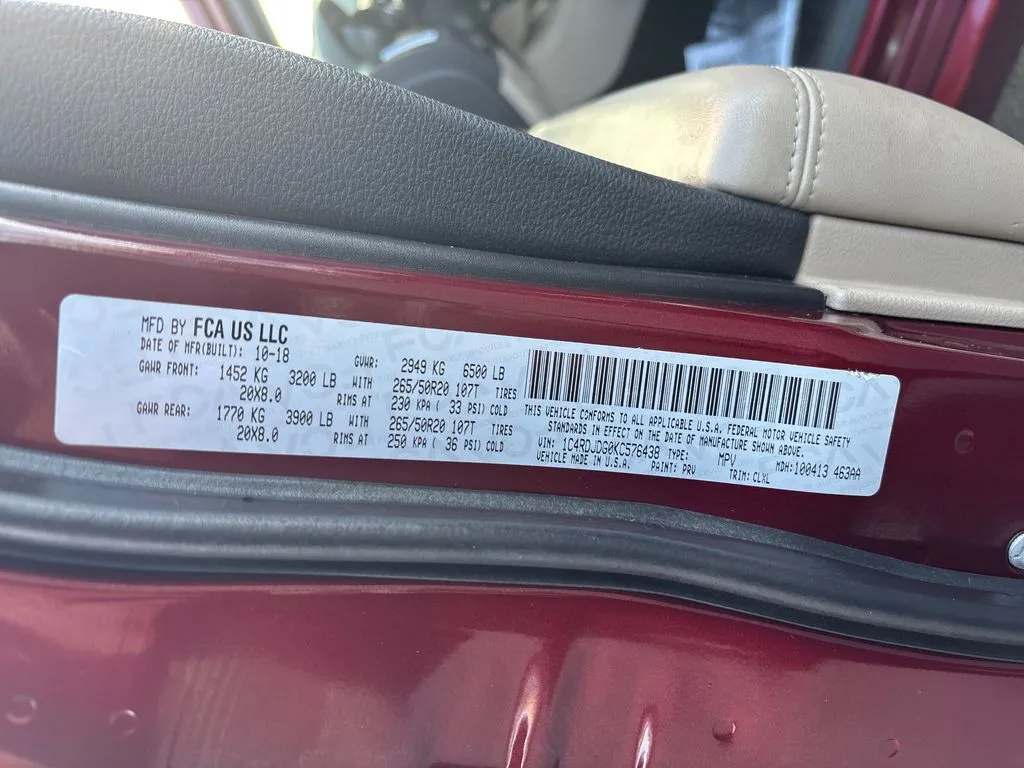 MFD BY FCA US LLC
DATE OF MFR(BUILT): 10-18 GVWR: 2949 KG 6500 LB
GAWR FRONT: 1452 KG 3200 LB WITH 265/50R20 107T TIRES
20X8.0 RIMS AT 230 KPA ( 33 PSI) COLD
GAWR REAR: 1770 KG 3900 LB WITH 265/50R20 107T TIRES
20X8.0 RIMS AT 250 KPA ( 36 PSI) COLD
THIS VEHICLE CONFORMS TO ALL APPLICABLE U.S.A. FEDERAL MOTOR VEHICLE SAFETY
STANDARDS IN EFFECT ON THE DATE OF MANUFACTURE SHOWN ABOVE.
VIN: 1C4RDJDG0KC576438 TYPE: MPV MDH:100413 463AA
VEHICLE MADE IN U.S.A. PAINT: PRV TRIM: CLXL